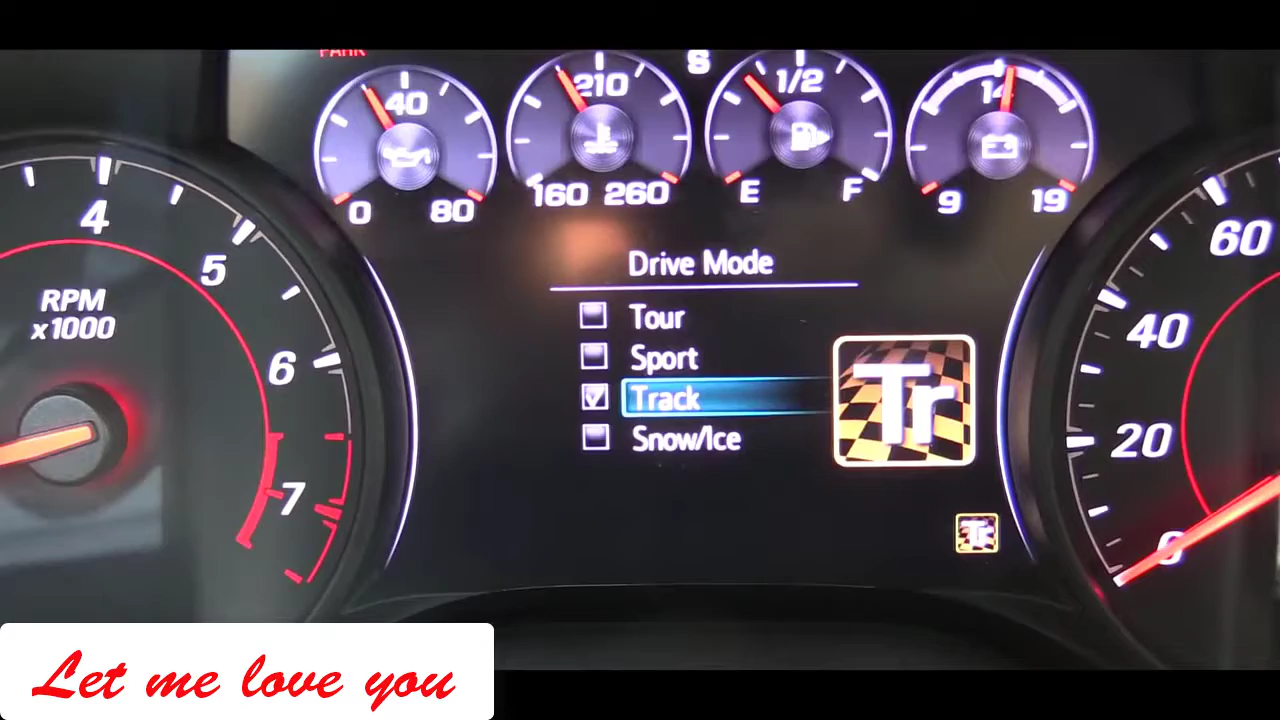 PARK
S
40
0 80
210
160 260
1/2
E F
14
9 19
4
5
6
7
RPM
x1000
Drive Mode
Tour
Sport
Track
Snow/Ice
Tr
Tr
60
40
20
0
Let me love you